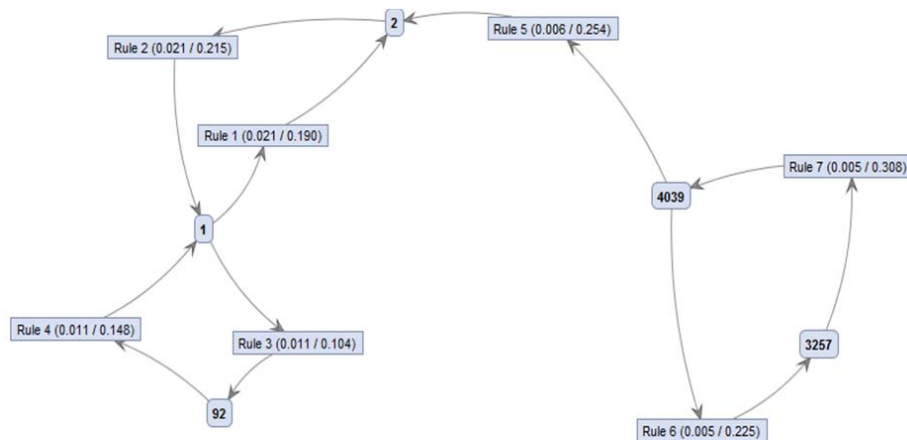 2
Rule 5 (0.006 / 0.254)
Rule 2 (0.021 / 0.215)
Rule 1 (0.021 / 0.190)
Rule 7 (0.005 / 0.308)
4039
1
Rule 4 (0.011 / 0.148)
Rule 3 (0.011 / 0.104)
3257
92
Rule 6 (0.005 / 0.225)